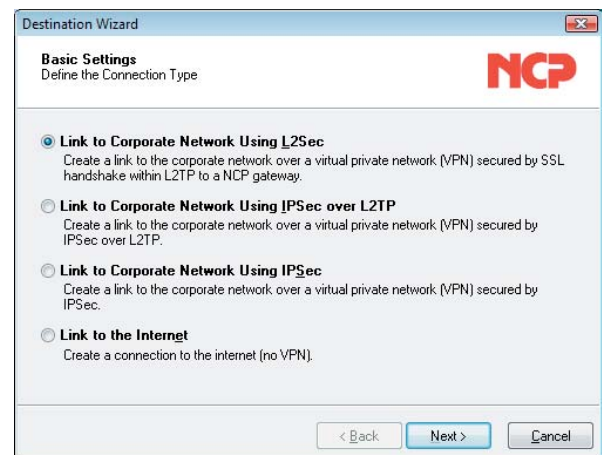 Destination Wizard
Basic Settings
Define the Connection Type
NCP
Link to Corporate Network Using L2Sec
Create a link to the corporate network over a virtual private network (VPN) secured by SSL
handshake within L2TP to a NCP gateway.
Link to Corporate Network Using IPSec over L2TP
Create a link to the corporate network over a virtual private network (VPN) secured by
IPSec over L2TP.
Link to Corporate Network Using IPSec
Create a link to the corporate network over a virtual private network (VPN) secured by
IPSec.
Link to the Internet
Create a connection to the internet (no VPN).
< Back Next > Cancel